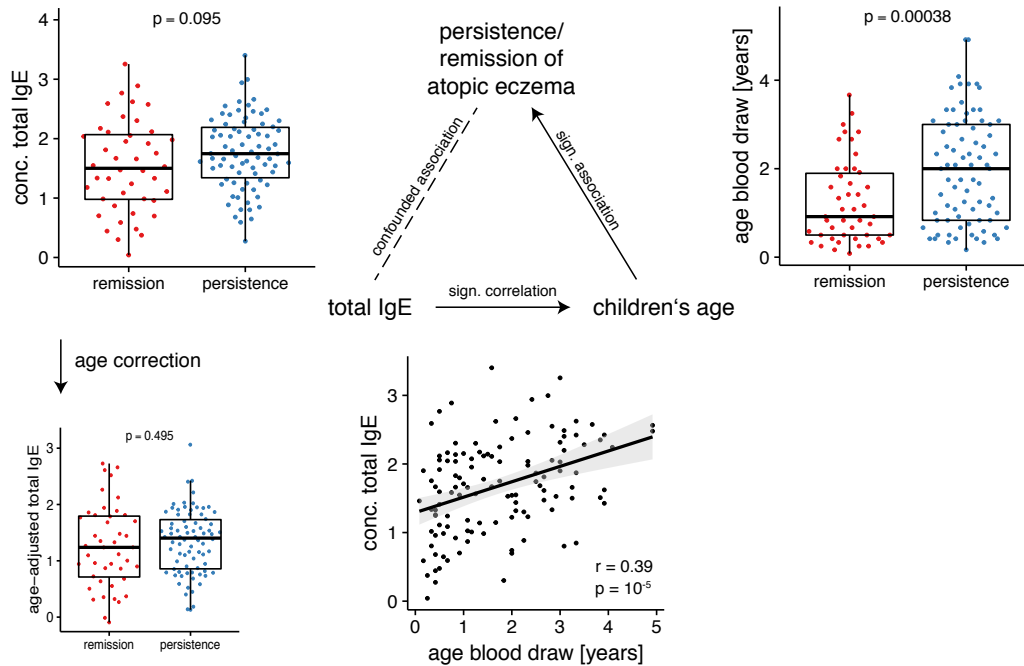 p = 0.095
4
3
2
1
0
conc. total IgE
remission
persistence
persistence/
remission of
atopic eczema
confounded association
sign. association
total IgE
sign. correlation
children‘s age
p = 0.00038
4
2
0
age blood draw [years]
remission
persistence
age correction
p = 0.495
3
2
1
0
age−adjusted total IgE
remission
persistence
3
2
1
0
conc. total IgE
r = 0.39
p = 10-5
0
1
2
3
4
5
age blood draw [years]